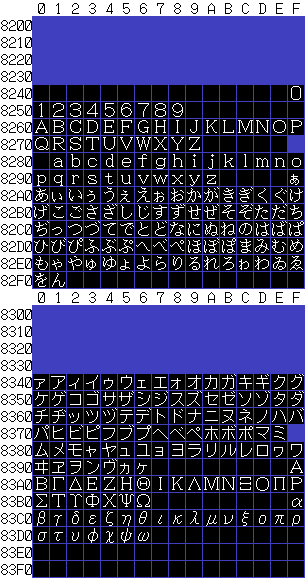 0 1 2 3 4 5 6 7 8 9 A B C D E F
8200
8210
8220
8230
8240 0
8250 1 2 3 4 5 6 7 8 9
8260 A B C D E F G H I J K L M N O P
8270 Q R S T U V W X Y Z
8280 a b c d e f g h i j k l m n o
8290 p q r s t u v w x y z ぁ
82A0 あ ぃ い ぅ う ぇ え ぉ お か が き ぎ く ぐ け
82B0 げ こ ご さ ざ し じ す ず せ ぜ そ ぞ た だ ち
82C0 ぢ っ つ づ て で と ど な に ぬ ね の は ば ぱ
82D0 ひ び ぴ ふ ぶ ぷ へ べ ぺ ほ ぼ ぽ ま み む め
82E0 も ゃ や ゅ ゆ ょ よ ら り る れ ろ ゎ わ ゐ ゑ
82F0 を ん
0 1 2 3 4 5 6 7 8 9 A B C D E F
8300
8310
8320
8330
8340 ァ ア ィ イ ゥ ウ ェ エ ォ オ カ ガ キ ギ ク グ
8350 ケ ゲ コ ゴ サ ザ シ ジ ス ズ セ ゼ ソ ゾ タ ダ
8360 チ ヂ ッ ツ ヅ テ デ ト ド ナ ニ ヌ ネ ノ ハ バ
8370 パ ヒ ビ ピ フ ブ プ ヘ ベ ペ ホ ボ ポ マ ミ
8380 ム メ モ ャ ヤ ュ ユ ョ ヨ ラ リ ル レ ロ ヮ ワ
8390 ヰ ヱ ヲ ン ヴ ヵ ヶ Α
83A0 Β Γ Δ Ε Ζ Η Θ Ι Κ Λ Μ Ν Ξ Ο Π Ρ
83B0 Σ Τ Υ Φ Χ Ψ Ω α
83C0 β γ δ ε ζ η θ ι κ λ μ ν ξ ο π ρ
83D0 σ τ υ φ χ ψ ω
83E0
83F0